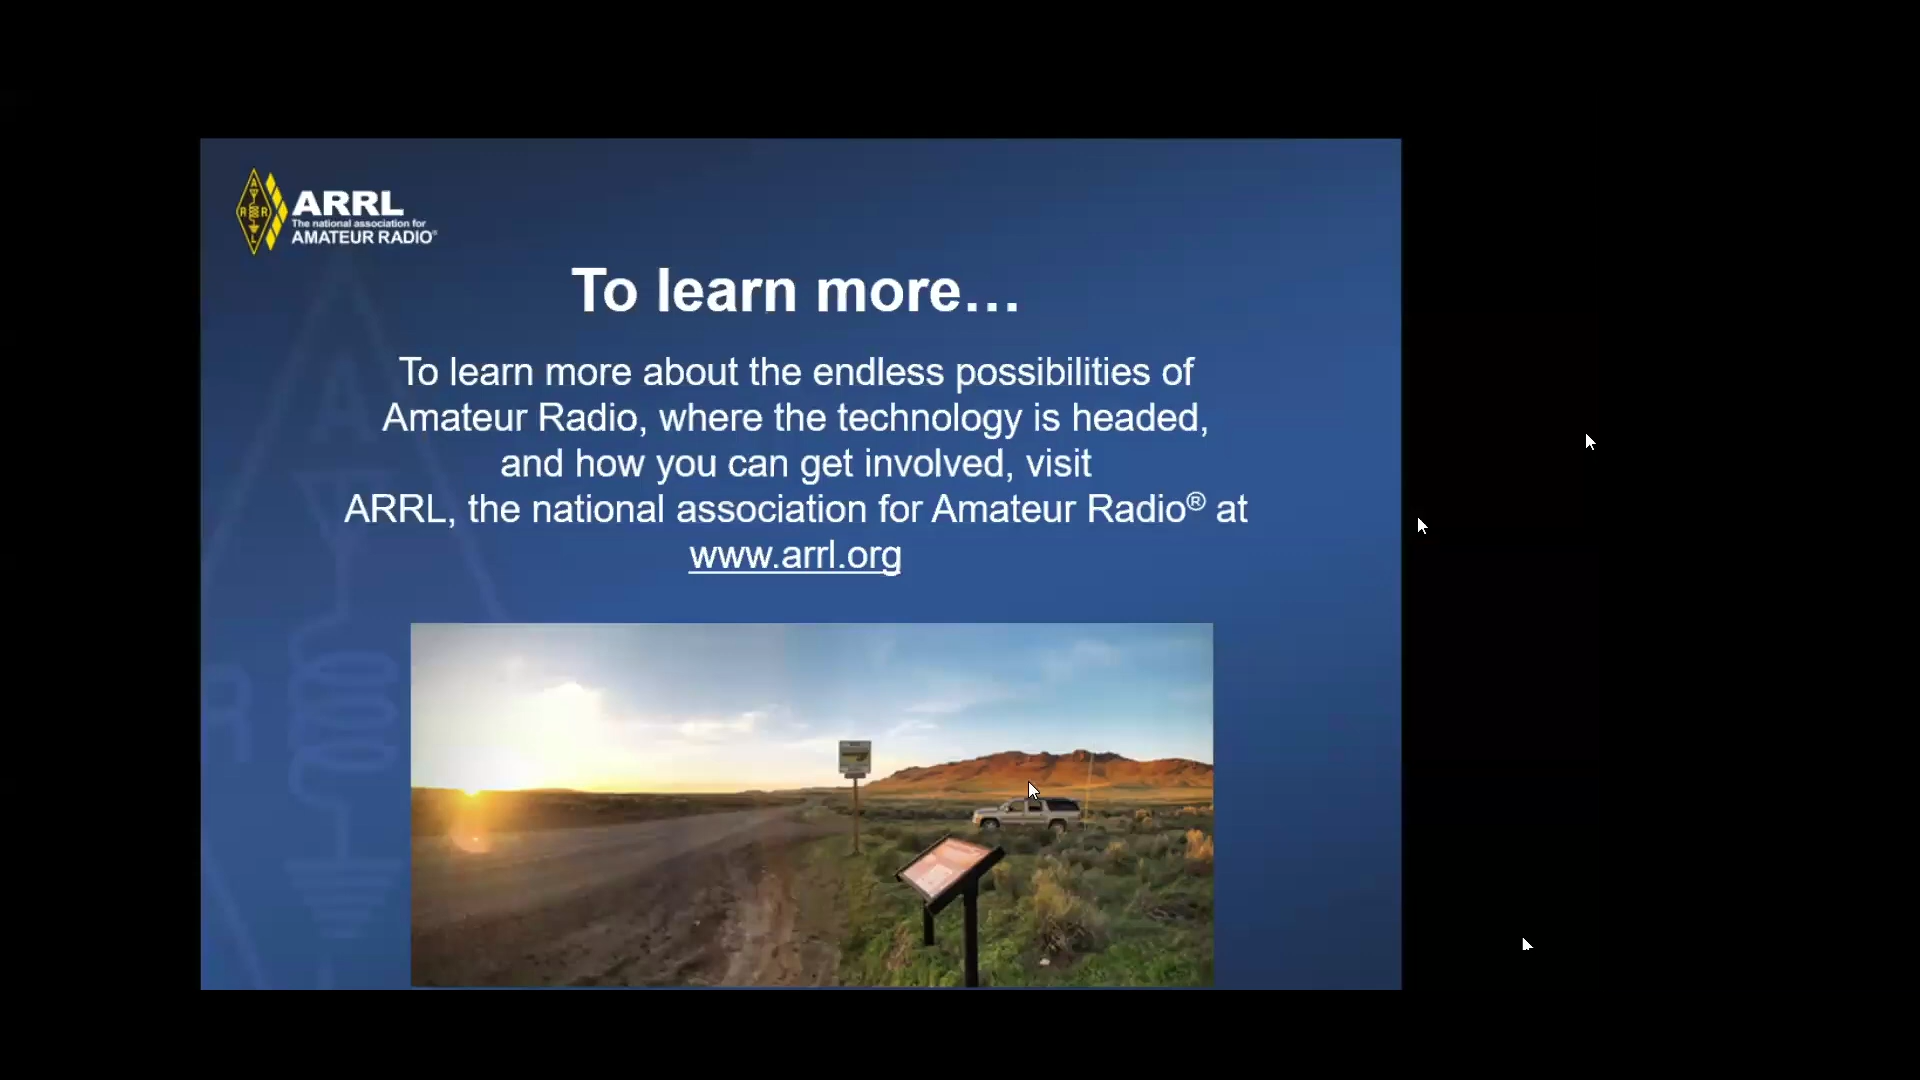 ARRL
The national association for
AMATEUR RADIO®
To learn more…
To learn more about the endless possibilities of
Amateur Radio, where the technology is headed,
and how you can get involved, visit
ARRL, the national association for Amateur Radio® at
www.arrl.org